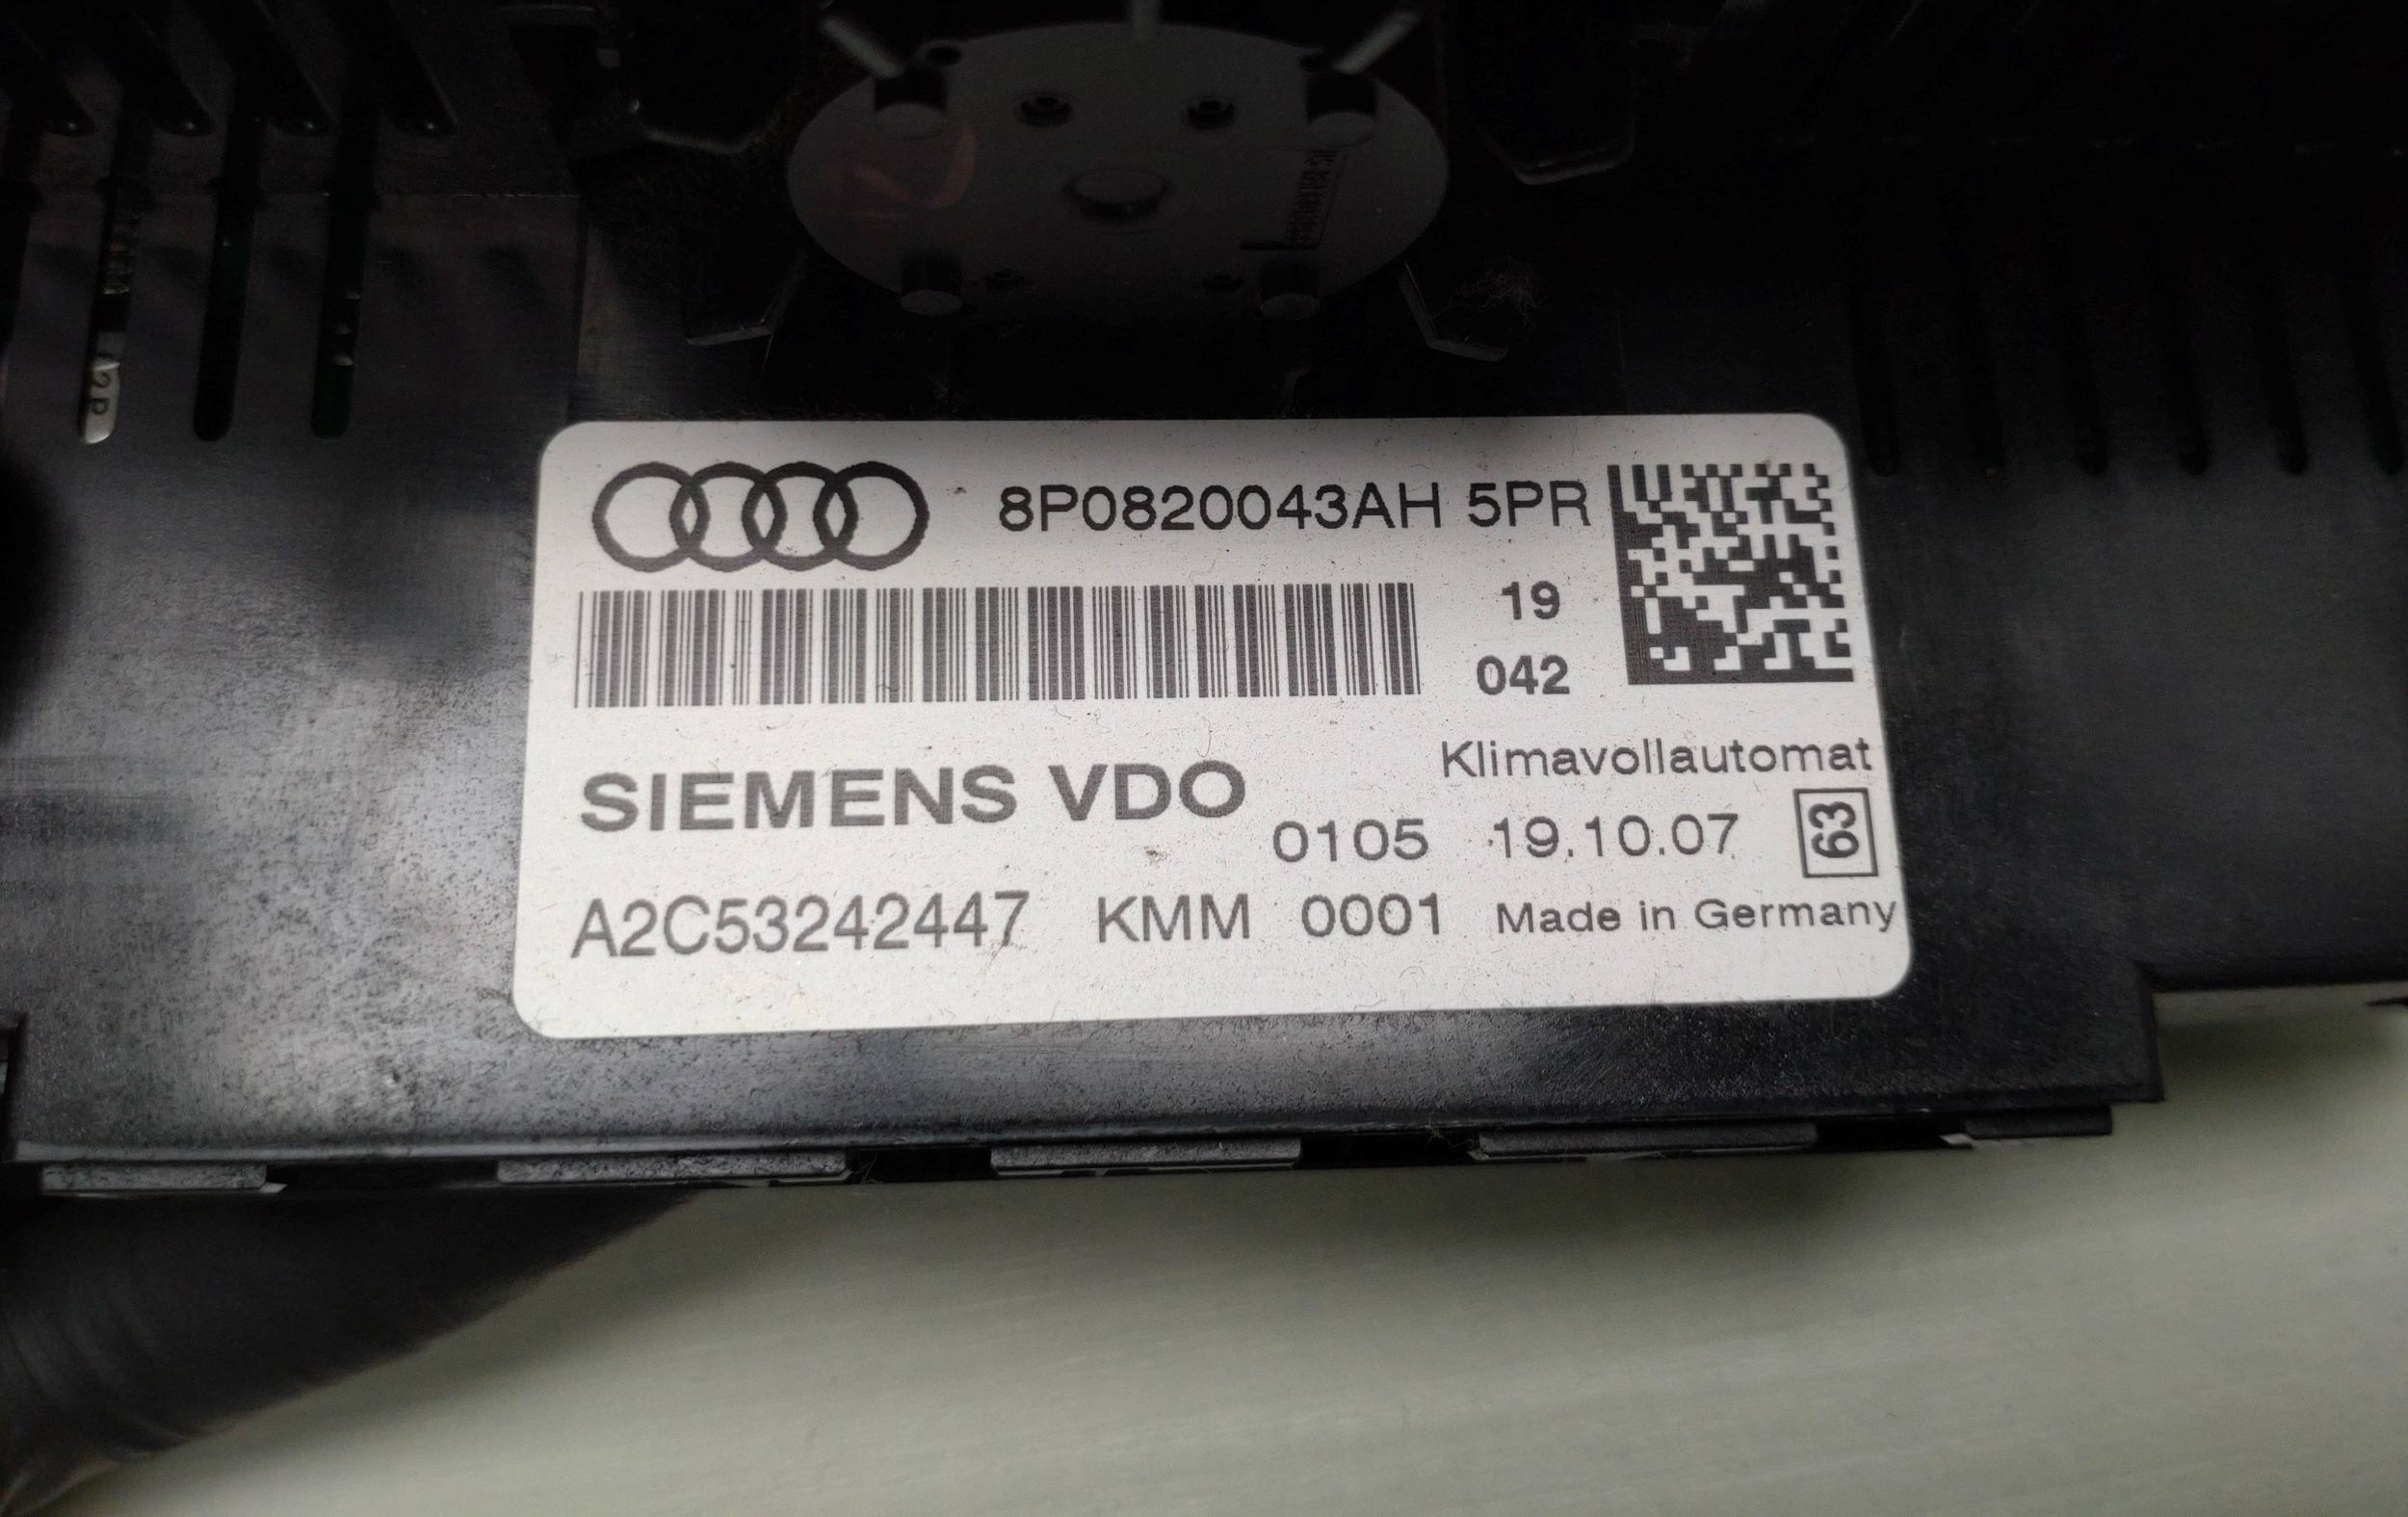 8P0820043AH 5PR
19
042
Klimavollautomat
SIEMENS VDO
0105 19.10.07 63
A2C53242447 KMM 0001 Made in Germany